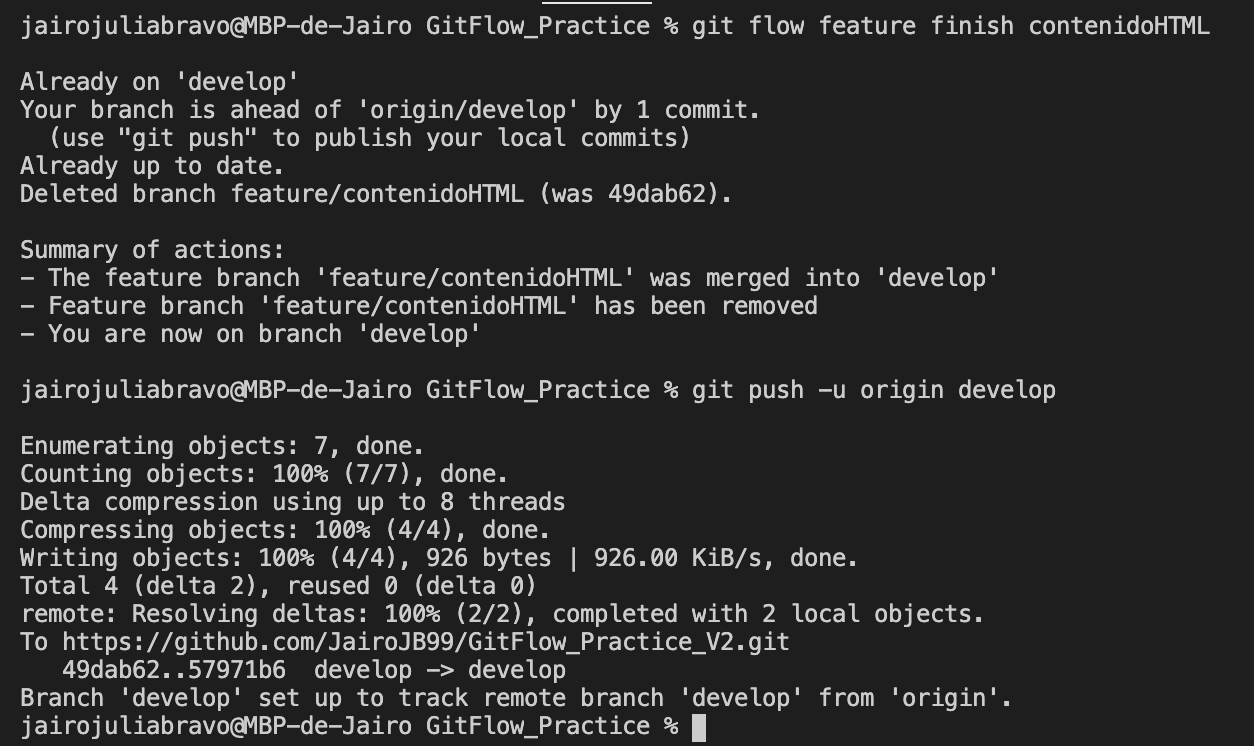 jairojuliabravo@MBP-de-Jairo GitFlow_Practice % git flow feature finish contenidoHTML
Already on 'develop'
Your branch is ahead of 'origin/develop' by 1 commit.
  (use "git push" to publish your local commits)
Already up to date.
Deleted branch feature/contenidoHTML (was 49dab62).
Summary of actions:
- The feature branch 'feature/contenidoHTML' was merged into 'develop'
- Feature branch 'feature/contenidoHTML' has been removed
- You are now on branch 'develop'
jairojuliabravo@MBP-de-Jairo GitFlow_Practice % git push -u origin develop
Enumerating objects: 7, done.
Counting objects: 100% (7/7), done.
Delta compression using up to 8 threads
Compressing objects: 100% (4/4), done.
Writing objects: 100% (4/4), 926 bytes | 926.00 KiB/s, done.
Total 4 (delta 2), reused 0 (delta 0)
remote: Resolving deltas: 100% (2/2), completed with 2 local objects.
To https://github.com/JairoJB99/GitFlow_Practice_V2.git
   49dab62..57971b6  develop -> develop
Branch 'develop' set up to track remote branch 'develop' from 'origin'.
jairojuliabravo@MBP-de-Jairo GitFlow_Practice %